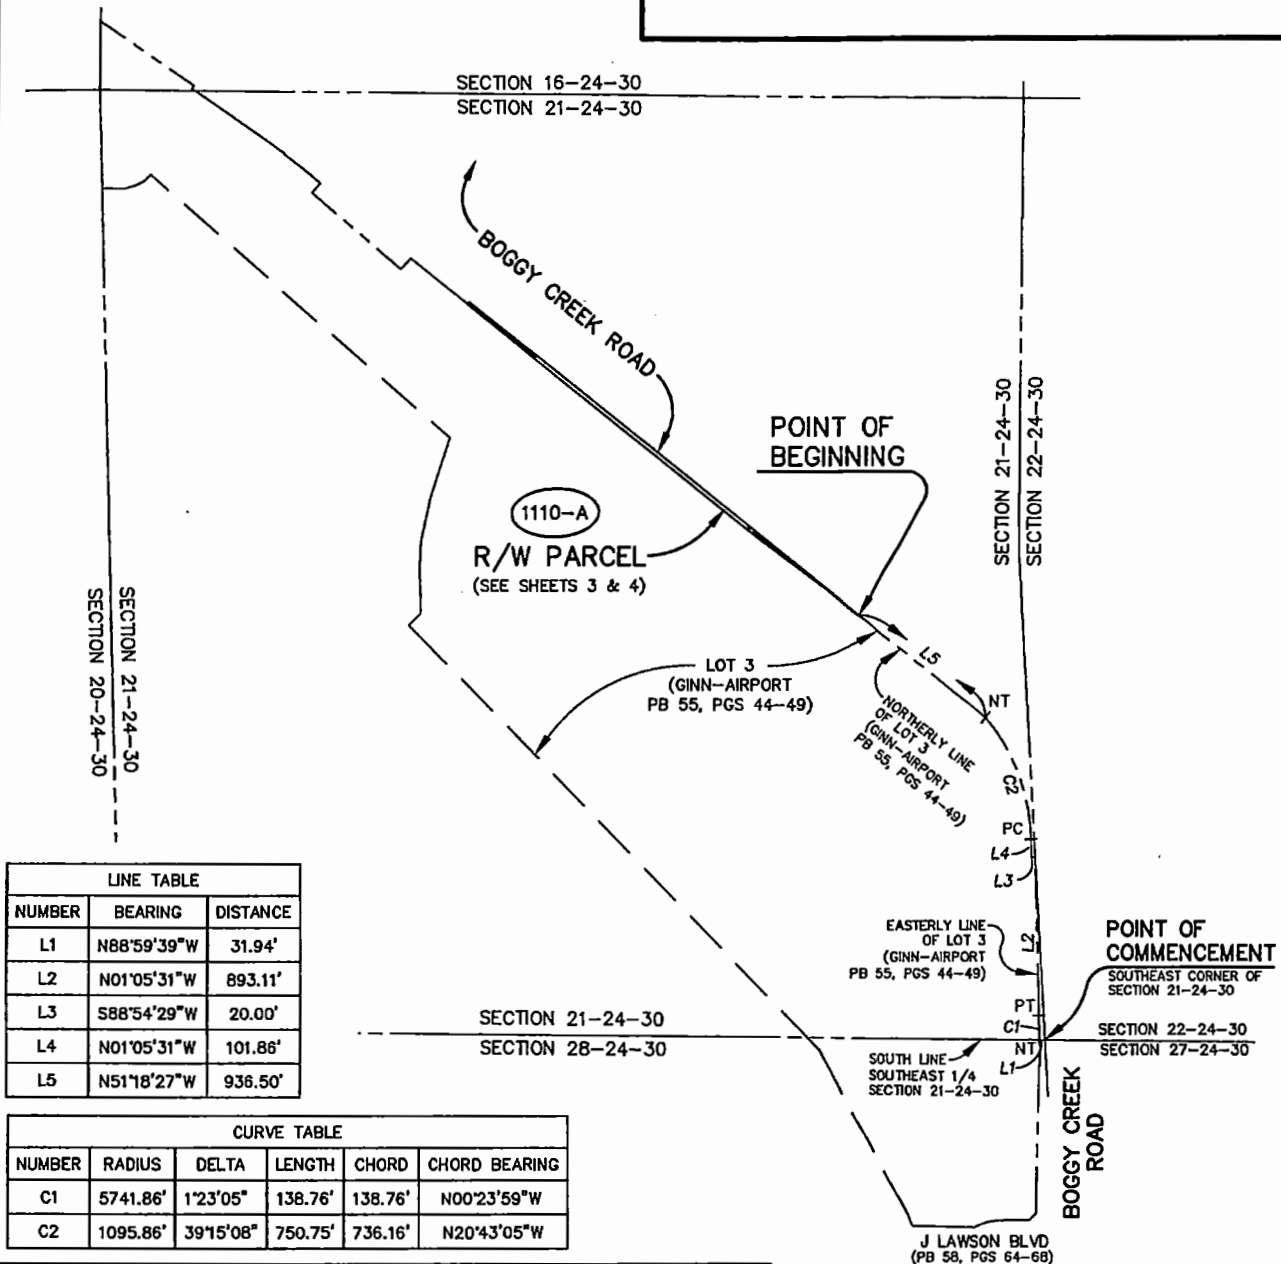 SECTION 16-24-30
SECTION 21-24-30
BOGGY CREEK ROAD
SECTION 21-24-30
SECTION 22-24-30
POINT OF
BEGINNING
1110-A
R/W PARCEL
(SEE SHEETS 3 & 4)
SECTION 21-24-30
SECTION 20-24-30
LOT 3
(GINN-AIRPORT
PB 55, PGS 44-49)
L5
NT
NORTHERLY LINE
OF LOT 3
(GINN-AIRPORT
PB 55, PGS 44-49)
C2
PC
L4
L3
LINE TABLE
NUMBER BEARING DISTANCE
L1 N88°59'39"W 31.94'
L2 N01°05'31"W 893.11'
L3 S88°54'29"W 20.00'
L4 N01°05'31"W 101.86'
L5 N51°18'27"W 936.50'
EASTERLY LINE
OF LOT 3
(GINN-AIRPORT
PB 55, PGS 44-49)
L2
POINT OF
COMMENCEMENT
SOUTHEAST CORNER OF
SECTION 21-24-30
PT
C1
NT
L1
SECTION 21-24-30
SECTION 28-24-30
SECTION 22-24-30
SECTION 27-24-30
SOUTH LINE
SOUTHEAST 1/4
SECTION 21-24-30
BOGGY CREEK
ROAD
CURVE TABLE
NUMBER RADIUS DELTA LENGTH CHORD CHORD BEARING
C1 5741.86' 1°23'05" 138.76' 138.76' N00°23'59"W
C2 1095.86' 39°15'08" 750.75' 736.16' N20°43'05"W
J LAWSON BLVD
(PB 58, PGS 64-68)